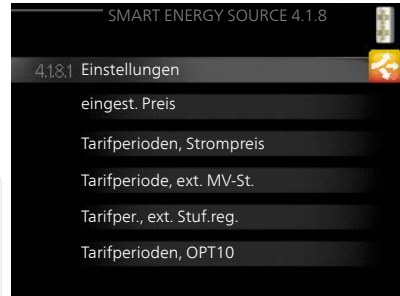 SMART ENERGY SOURCE 4.1.8
4.1.8.1 Einstellungen
eingest. Preis
Tarifperioden, Strompreis
Tarifperiode, ext. MV-St.
Tarifper., ext. Stuf.reg.
Tarifperioden, OPT10